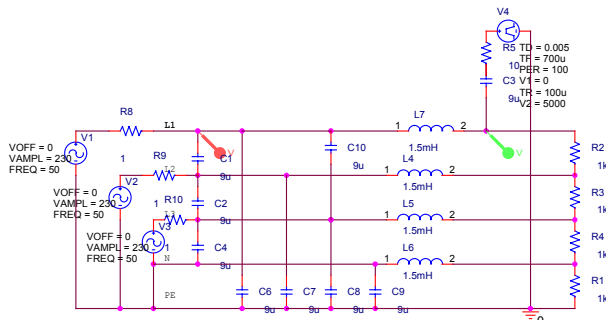 V4
R5
TD = 0.005
TF = 700u
10
PER = 100
C3
V1 = 0
9u
TR = 100u
V2 = 5000
R8
L1
L7
V1
1
2
V
V
VOFF = 0
VAMPL = 230
FREQ = 50
1
R9
C1
C10
1.5mH
R2
L2
L4
9u
9u
1k
V2
1
2
VOFF = 0
VAMPL = 230
FREQ = 50
1
R10
C2
1.5mH
R3
L3
L5
9u
1k
V3
1
2
VOFF = 0
VAMPL = 230
FREQ = 50
1
C4
1.5mH
R4
N
L6
9u
1k
1
2
PE
C6
C7
C8
C9
1.5mH
R1
9u
9u
9u
9u
1k
0